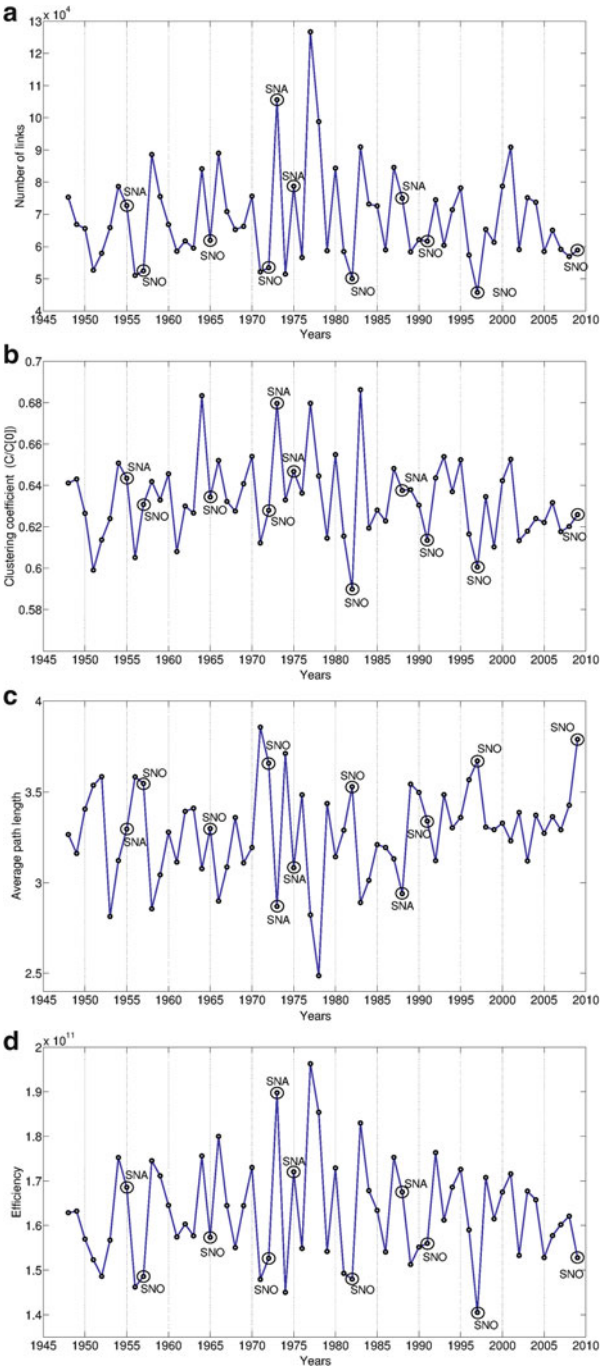 a
x 10⁴
13
12
11
10
9
8
7
6
5
4
Number of links
SNA
SNO
SNO
SNO
SNA
SNA
SNO
SNA
SNO
SNO
SNO
1945 1950 1955 1960 1965 1970 1975 1980 1985 1990 1995 2000 2005 2010
Years
b
0.7
0.68
0.66
0.64
0.62
0.6
0.58
Clustering coefficient (C/C[0])
SNA
SNO
SNO
SNO
SNA
SNA
SNO
SNA
SNO
SNO
SNO
1945 1950 1955 1960 1965 1970 1975 1980 1985 1990 1995 2000 2005 2010
Years
c
4
3.5
3
2.5
Average path length
SNA
SNO
SNO
SNO
SNA
SNA
SNO
SNA
SNO
SNO
SNO
1945 1950 1955 1960 1965 1970 1975 1980 1985 1990 1995 2000 2005 2010
Years
d
x 10¹¹
2
1.9
1.8
1.7
1.6
1.5
1.4
Efficiency
SNA
SNO
SNO
SNO
SNA
SNA
SNO
SNA
SNO
SNO
SNO
1945 1950 1955 1960 1965 1970 1975 1980 1985 1990 1995 2000 2005 2010
Years